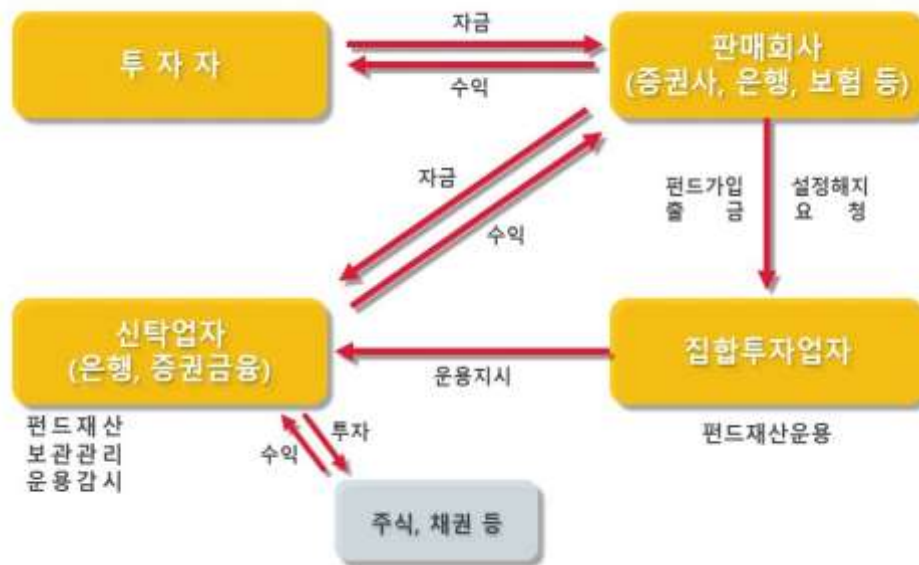 자금
투 자 자
판매회사
(증권사, 은행, 보험 등)
수익
자금
펀드가입
출 금
설정해지
요 청
수익
신탁업자
(은행, 증권금융)
집합투자업자
운용지시
펀드재산
보관관리
운용감시
투자
수익
펀드재산운용
주식, 채권 등